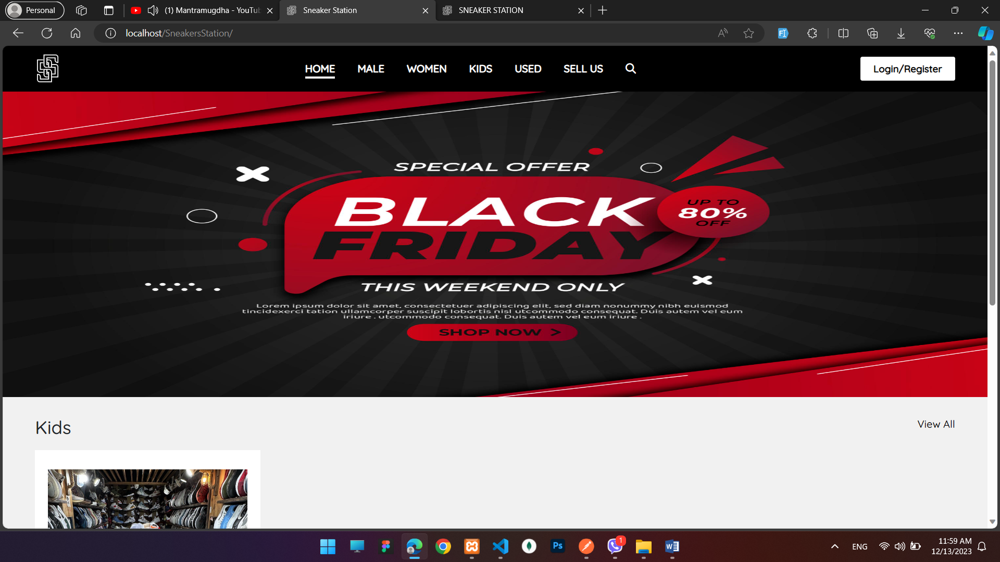 Personal
(1) Mantramugdha - YouTub
Sneaker Station
SNEAKER STATION
localhost/SneakersStation/
HOME MALE WOMEN KIDS USED SELL US
Login/Register
SPECIAL OFFER
BLACK
FRIDAY
UP TO
80%
OFF
THIS WEEKEND ONLY
Lorem ipsum dolor sit amet, consectetuer adipiscing elit, sed diam nonummy nibh euismod
tincidexerci tation ullamcorper suscipit lobortis nisl utcommodo consequat. Duis autem vel eum
iriure . utcommodo consequat. Duis autem vel eum iriure .
SHOP NOW >
Kids
View All
Ps
1
W
ENG
11:59 AM
12/13/2023